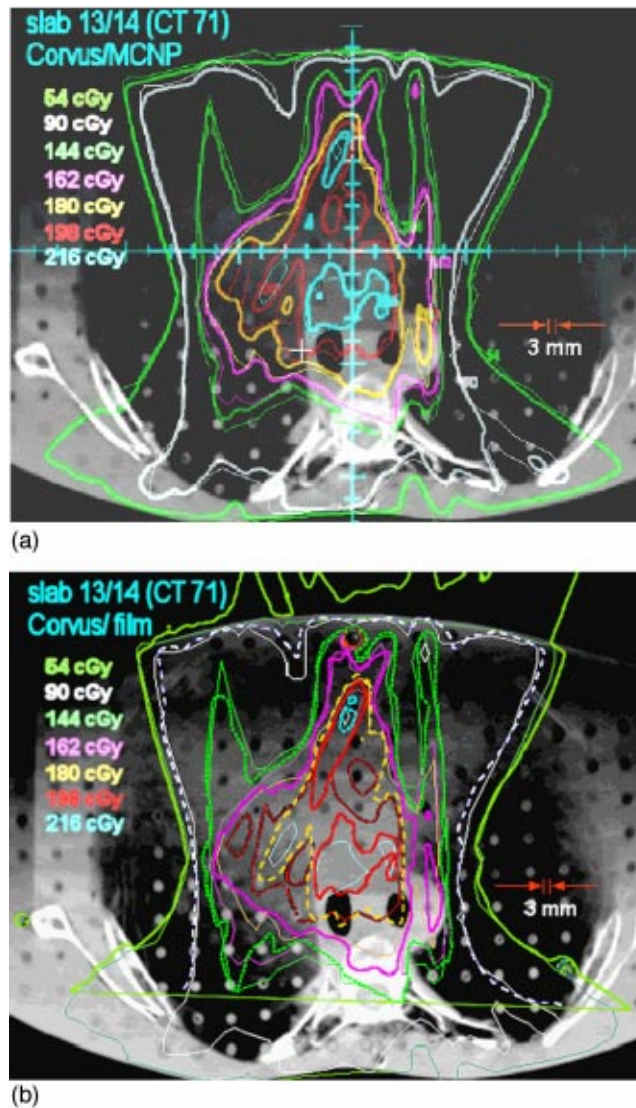 slab 13/14 (CT 71)
Corvus/MCNP
54 cGy
90 cGy
144 cGy
162 cGy
180 cGy
198 cGy
216 cGy
3 mm
54
90
(a)
slab 13/14 (CT 71)
Corvus/ film
54 cGy
90 cGy
144 cGy
162 cGy
180 cGy
198 cGy
216 cGy
3 mm
(b)